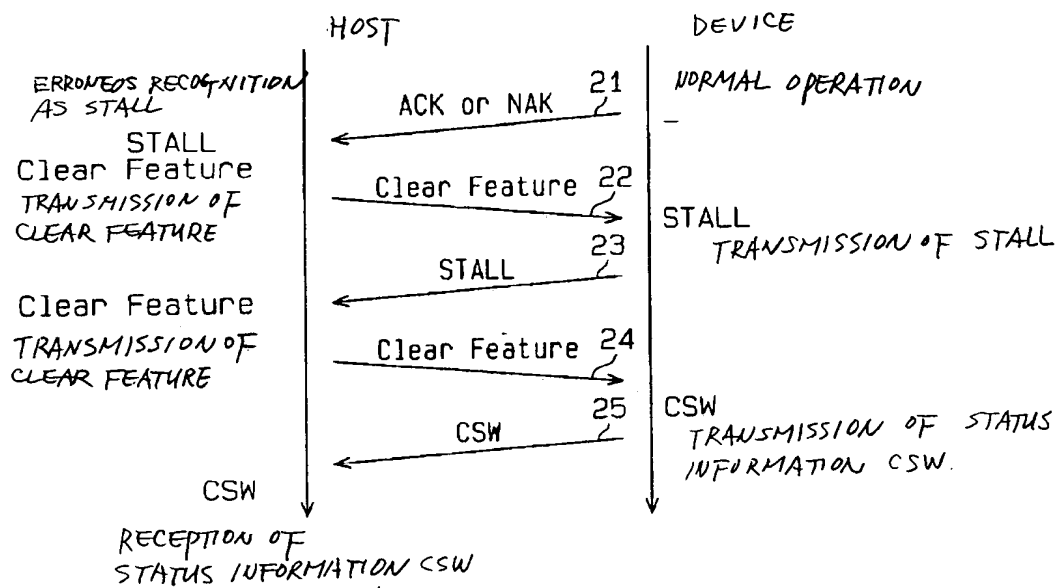 HOST
DEVICE
ERRONEOS RECOGNITION
AS STALL
21
NORMAL OPERATION
ACK or NAK
STALL
Clear Feature
TRANSMISSION OF
CLEAR FEATURE
Clear Feature 22
STALL
TRANSMISSION OF STALL
23
STALL
Clear Feature
TRANSMISSION OF
CLEAR FEATURE
Clear Feature 24
25
CSW
CSW
TRANSMISSION OF STATUS
INFORMATION CSW.
CSW
RECEPTION OF
STATUS INFORMATION CSW